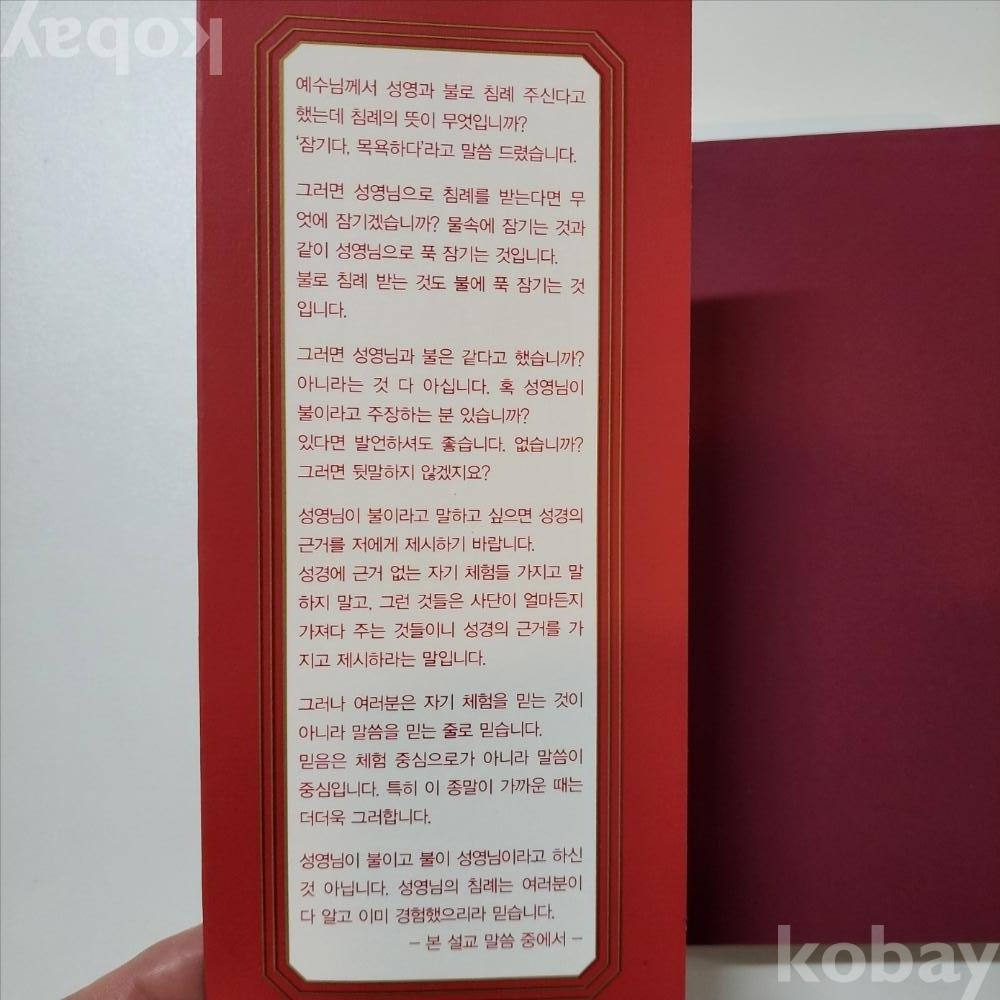 kobay
예수님께서 성영과 불로 침례 주신다고
했는데 침례의 뜻이 무엇입니까?
'잠기다, 목욕하다'라고 말씀 드렸습니다.
그러면 성영님으로 침례를 받는다면 무
엇에 잠기겠습니까? 물속에 잠기는 것과
같이 성영님으로 푹 잠기는 것입니다.
불로 침례 받는 것도 불에 푹 잠기는 것
입니다.
그러면 성영님과 불은 같다고 했습니까?
아니라는 것 다 아십니다. 혹 성영님이
불이라고 주장하는 분 있습니까?
있다면 발언하셔도 좋습니다. 없습니까?
그러면 뒷말하지 않겠지요?
성영님이 불이라고 말하고 싶으면 성경의
근거를 저에게 제시하기 바랍니다.
성경에 근거 없는 자기 체험들 가지고 말
하지 말고, 그런 것들은 사단이 얼마든지
가져다 주는 것들이니 성경의 근거를 가
지고 제시하라는 말입니다.
그러나 여러분은 자기 체험을 믿는 것이
아니라 말씀을 믿는 줄로 믿습니다.
믿음은 체험 중심으로가 아니라 말씀이
중심입니다. 특히 이 종말이 가까운 때는
더더욱 그러합니다.
성영님이 불이고 불이 성영님이라고 하신
것 아닙니다. 성영님의 침례는 여러분이
다 알고 이미 경험했으리라 믿습니다.
– 본 설교 말씀 중에서 –
kobay